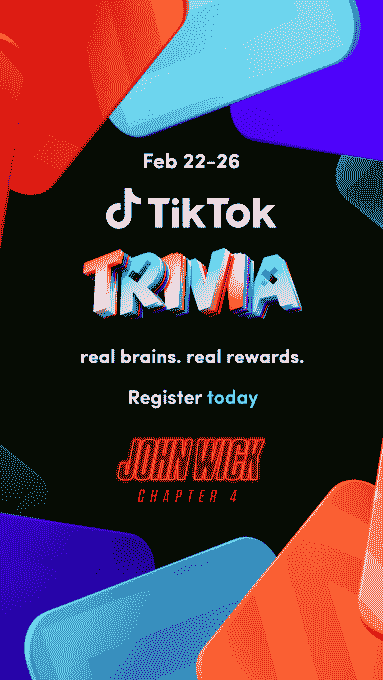 Feb 22-26
TikTok
TRIVIA
real brains. real rewards.
Register today
JOHN WICK
CHAPTER 4